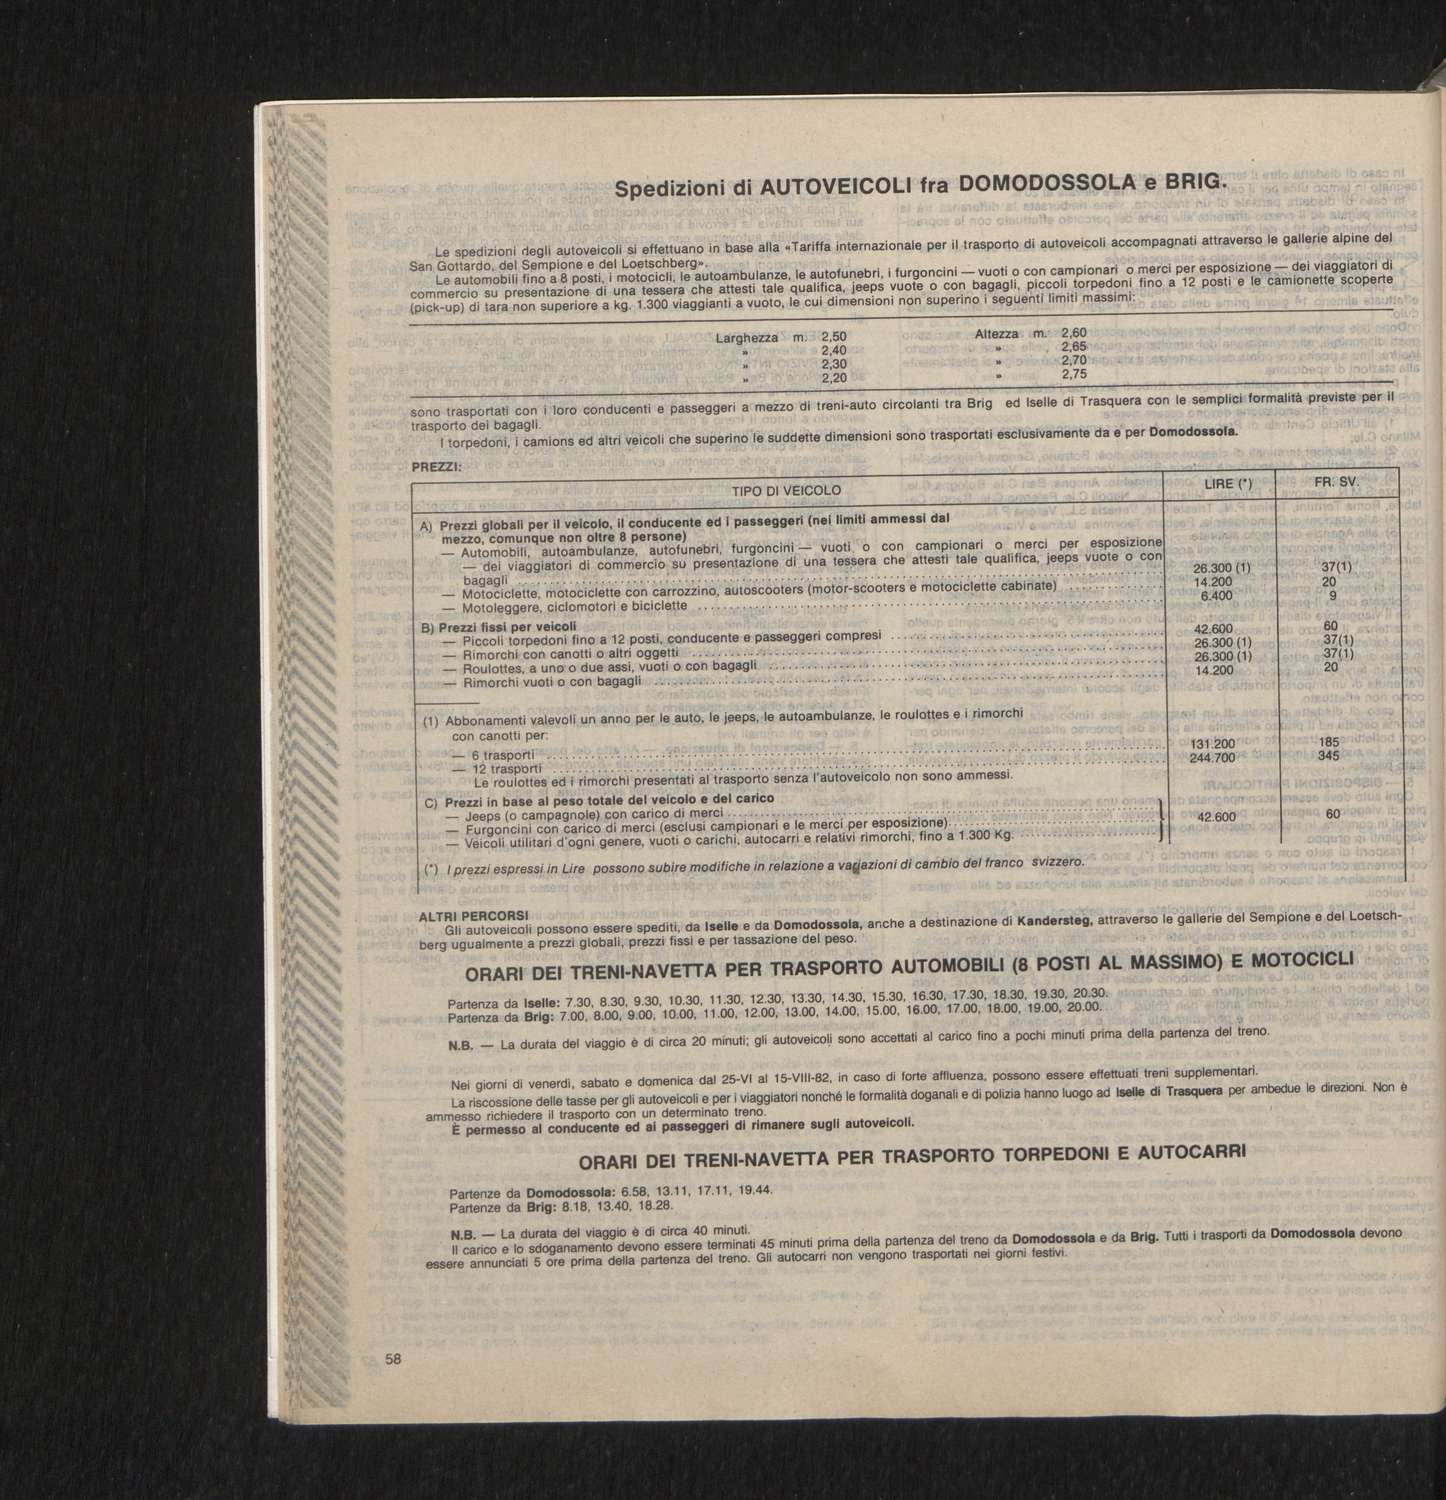 Spedizioni di AUTOVEICOLI fra DOMODOSSOLA e BRIG.
Le spedizioni degli autoveicoli si effettuano in base alla «Tariffa internazionale per il trasporto di autoveicoli accompagnati attraverso le gallerie alpine del
San Gottardo, del Sempione e del Loetschberg».
Le automobili fino a 8 posti, i motocicli, le autoambulanze, le autofunebri, i furgoncini — vuoti o con campionari o merci per esposizione — dei viaggiatori di
commercio su presentazione di una tessera che attesti tale qualifica, jeeps vuote o con bagagli, piccoli torpedoni fino a 12 posti e le camionette scoperte
(pick-up) di tara non superiore a kg. 1.300 viaggianti a vuoto, le cui dimensioni non superino i seguenti limiti massimi:
Larghezza m. 2,50 Altezza m. 2,60
» 2,40 » 2,65
» 2,30 » 2,70
» 2,20 » 2,75
sono trasportati con i loro conducenti e passeggeri a mezzo di treni-auto circolanti tra Brig ed Iselle di Trasquera con le semplici formalità previste per il
trasporto dei bagagli.
I torpedoni, i camions ed altri veicoli che superino le suddette dimensioni sono trasportati esclusivamente da e per Domodossola.
PREZZI:
TIPO DI VEICOLO LIRE (*) FR. SV.
A) Prezzi globali per il veicolo, il conducente ed i passeggeri (nei limiti ammessi dal
mezzo, comunque non oltre 8 persone)
— Automobili, autoambulanze, autofunebri, furgoncini — vuoti o con campionari o merci per esposizione
— dei viaggiatori di commercio su presentazione di una tessera che attesti tale qualifica, jeeps vuote o con
bagagli 26.300 (1) 37(1)
— Motociclette, motociclette con carrozzino, autoscooters (motor-scooters e motociclette cabinate) 14.200 20
— Motoleggere, ciclomotori e biciclette 6.400 9
B) Prezzi fissi per veicoli
— Piccoli torpedoni fino a 12 posti, conducente e passeggeri compresi 42.600 60
— Rimorchi con canotti o altri oggetti 26.300 (1) 37(1)
— Roulottes, a uno o due assi, vuoti o con bagagli 26.300 (1) 37(1)
— Rimorchi vuoti o con bagagli 14.200 20
(1) Abbonamenti valevoli un anno per le auto, le jeeps, le autoambulanze, le roulottes e i rimorchi
con canotti per:
— 6 trasporti 131.200 185
— 12 trasporti 244.700 345
Le roulottes ed i rimorchi presentati al trasporto senza l'autoveicolo non sono ammessi.
C) Prezzi in base al peso totale del veicolo e del carico
— Jeeps (o campagnole) con carico di merci
— Furgoncini con carico di merci (esclusi campionari e le merci per esposizione) 42.600 60
— Veicoli utilitari d'ogni genere, vuoti o carichi, autocarri e relativi rimorchi, fino a 1.300 Kg.
(*) I prezzi espressi in Lire possono subire modifiche in relazione a variazioni di cambio del franco svizzero.
ALTRI PERCORSI
Gli autoveicoli possono essere spediti, da Iselle e da Domodossola, anche a destinazione di Kandersteg, attraverso le gallerie del Sempione e del Loetsch-
berg ugualmente a prezzi globali, prezzi fissi e per tassazione del peso.
ORARI DEI TRENI-NAVETTA PER TRASPORTO AUTOMOBILI (8 POSTI AL MASSIMO) E MOTOCICLI
Partenza da Iselle: 7.30, 8.30, 9.30, 10.30, 11.30, 12.30, 13.30, 14.30, 15.30, 16.30, 17.30, 18.30, 19.30, 20.30.
Partenza da Brig: 7.00, 8.00, 9.00, 10.00, 11.00, 12.00, 13.00, 14.00, 15.00, 16.00, 17.00, 18.00, 19.00, 20.00.
N.B. — La durata del viaggio è di circa 20 minuti; gli autoveicoli sono accettati al carico fino a pochi minuti prima della partenza del treno.
Nei giorni di venerdi, sabato e domenica dal 25-VI al 15-VIII-82, in caso di forte affluenza, possono essere effettuati treni supplementari.
La riscossione delle tasse per gli autoveicoli e per i viaggiatori nonché le formalità doganali e di polizia hanno luogo ad Iselle di Trasquera per ambedue le direzioni. Non è
ammesso richiedere il trasporto con un determinato treno.
È permesso al conducente ed ai passeggeri di rimanere sugli autoveicoli.
ORARI DEI TRENI-NAVETTA PER TRASPORTO TORPEDONI E AUTOCARRI
Partenze da Domodossola: 6.58, 13.11, 17.11, 19.44.
Partenze da Brig: 8.18, 13.40, 18.28.
N.B. — La durata del viaggio è di circa 40 minuti.
Il carico e lo sdoganamento devono essere terminati 45 minuti prima della partenza del treno da Domodossola e da Brig. Tutti i trasporti da Domodossola devono
essere annunciati 5 ore prima della partenza del treno. Gli autocarri non vengono trasportati nei giorni festivi.
58